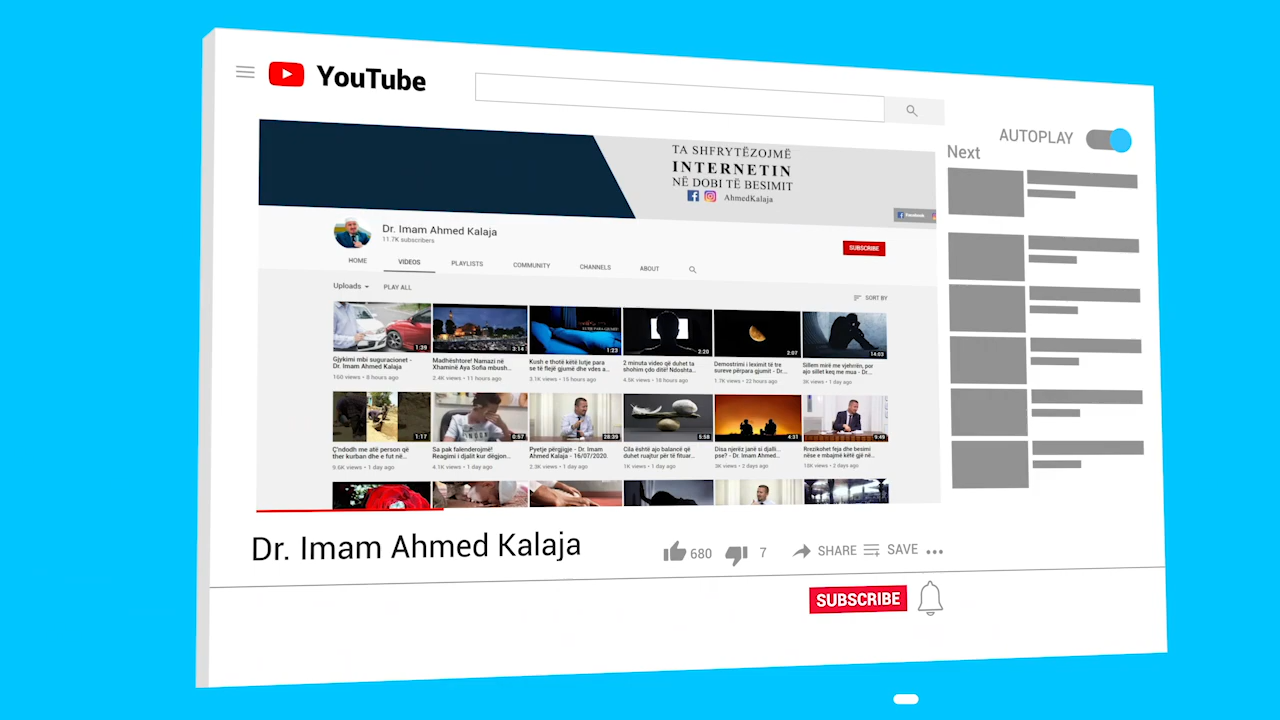 YouTube
AUTOPLAY
Next
TA SHFRYTËZOJMË
INTERNETIN
NË DOBI TË BESIMIT
AhmedKalaja
Facebook
Dr. Imam Ahmed Kalaja
11.7K subscribers
SUBSCRIBE
HOME VIDEOS PLAYLISTS COMMUNITY CHANNELS ABOUT
Uploads PLAY ALL SORT BY
1:39 3:14 1:23 2:20 2:07 14:03
Gjykimi mbi suguracionet -
Dr. Imam Ahmed Kalaja
160 views • 8 hours ago
Madhështore! Namazi në
Xhaminë Aya Sofia mbush...
2.4K views • 11 hours ago
Kush e thotë këtë lutje para
se të flejë gjumë dhe vdes a...
3.1K views • 15 hours ago
2 minuta video që duhet ta
shohim çdo ditë! Ndoshta...
4.5K views • 18 hours ago
Demostrimi i leximit të tre
sureve përpara gjumit - Dr...
1.7K views • 22 hours ago
Sillem mirë me vjehrrën, por
ajo sillet keq me mua - Dr...
3K views • 1 day ago
1:17 0:57 28:39 5:58 4:31 9:49
Ç'ndodh me atë person që
ther kurban dhe ci fut në...
9.6K views • 1 day ago
Sa pak falenderojmë!
Reagimi i djalit kur dëgjon...
4.1K views • 1 day ago
Pyetje përgjigje - Dr. Imam
Ahmed Kalaja - 16/07/2020.
2.3K views • 1 day ago
Cila është ajo balancë që
duhet ruajtur për të fituar...
1K views • 1 day ago
Disa njerëz janë si djalli...
pse? - Dr. Imam Ahmed...
3K views • 2 days ago
Rrezikohet feja dhe besimi
nëse e mbajmë këtë gjë në...
18K views • 2 days ago
Dr. Imam Ahmed Kalaja
680 7 SHARE SAVE
SUBSCRIBE